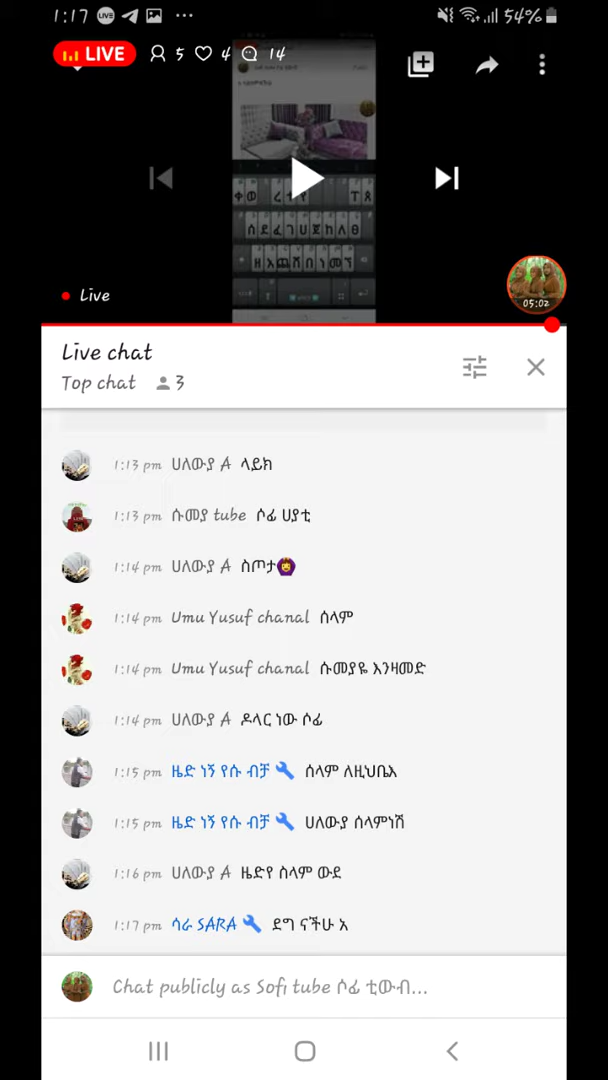 1:17 LIVE ••• 54%
LIVE 5 4 14
Live
05:02
Live chat
Top chat 3
1:13 pm ሀለውያ A ላይክ
1:13 pm ሱመያ tube ሶፊ ሀያቲ
1:14 pm ሀለውያ A ስጦታ🙆
1:14 pm Umu Yusuf chanal ሰላም
1:14 pm Umu Yusuf chanal ሱመያዬ እንዛመድ
1:14 pm ሀለውያ A ዶላር ነው ሶፊ
1:15 pm ዜድ ነኝ የሱ ብቻ 🔧 ሰላም ለዚህቤእ
1:15 pm ዜድ ነኝ የሱ ብቻ 🔧 ሀለውያ ሰላምነሽ
1:16 pm ሀለውያ A ዜድየ ስላም ውደ
1:17 pm ሳራ SARA 🔧 ደግ ናችሁ አ
Chat publicly as Sofi tube ሶፊ ቲውብ...